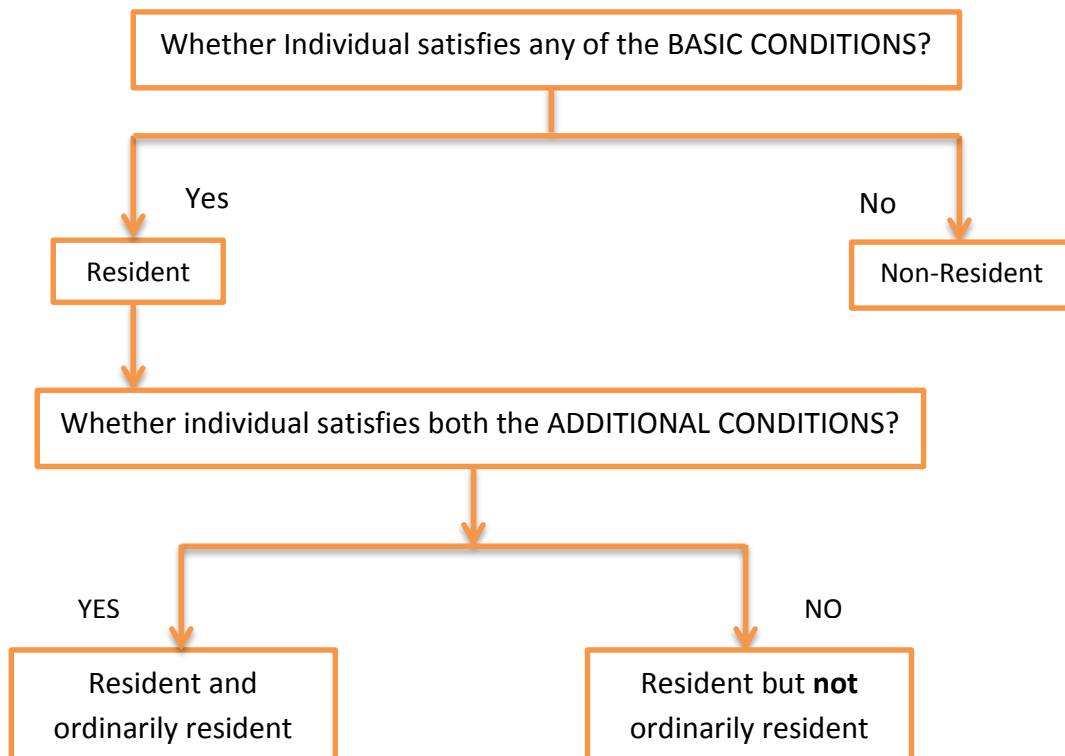 Whether Individual satisfies any of the BASIC CONDITIONS?
Yes
No
Resident
Non-Resident
Whether individual satisfies both the ADDITIONAL CONDITIONS?
YES
NO
Resident and
ordinarily resident
Resident but not
ordinarily resident